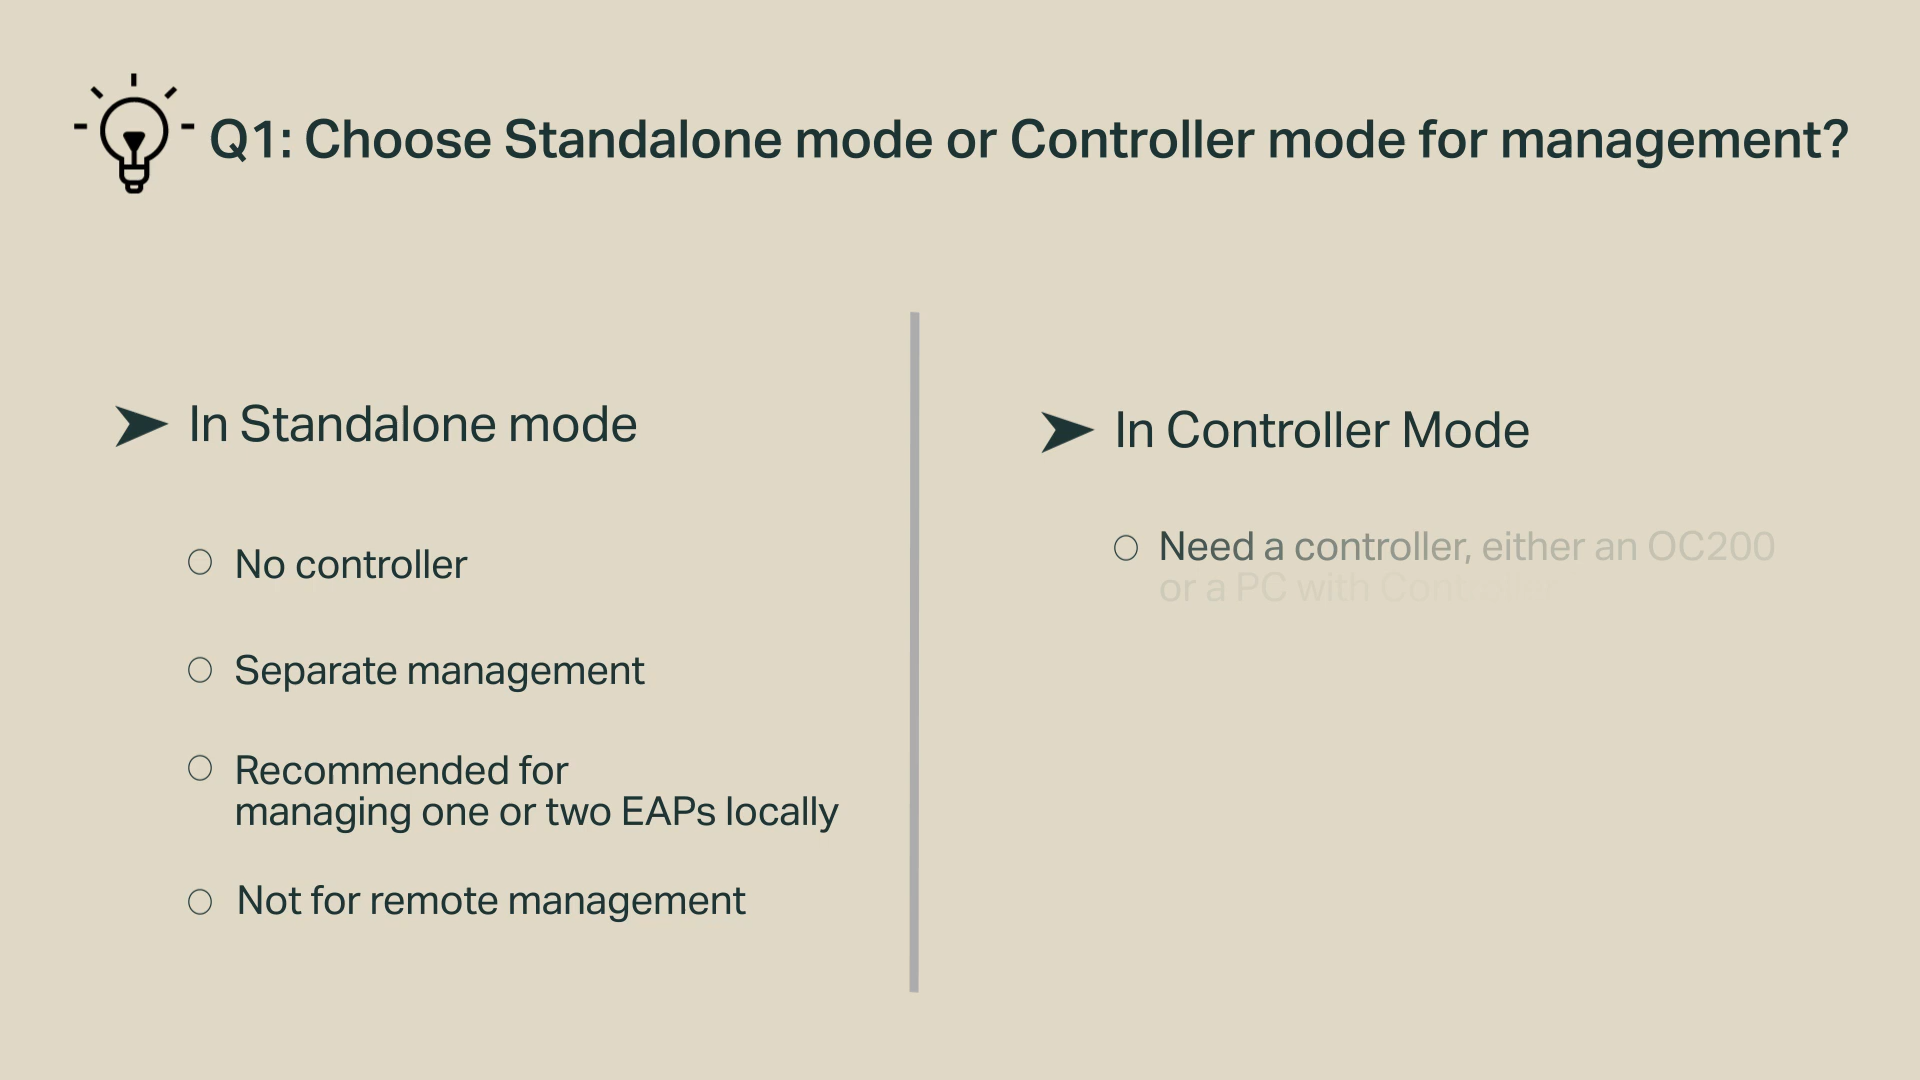 Q1: Choose Standalone mode or Controller mode for management?
In Standalone mode
No controller
Separate management
Recommended for
managing one or two EAPs locally
Not for remote management
In Controller Mode
Need a controller, either an OC200
or a PC with